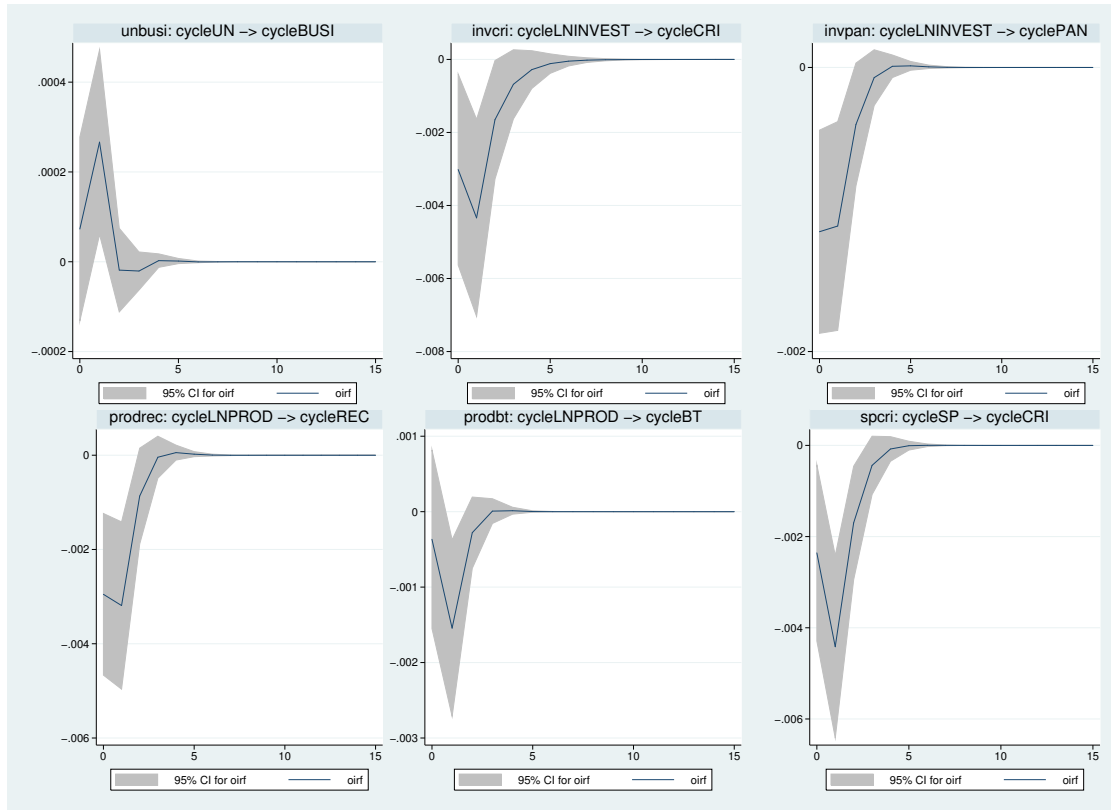 unbusi: cycleUN −> cycleBUSI
.0004
.0002
0
−.0002
0 5 10 15
95% CI for oirf oirf
invcri: cycleLNINVEST −> cycleCRI
0
−.002
−.004
−.006
−.008
0 5 10 15
95% CI for oirf oirf
invpan: cycleLNINVEST −> cyclePAN
0
−.002
0 5 10 15
95% CI for oirf oirf
prodrec: cycleLNPROD −> cycleREC
0
−.002
−.004
−.006
0 5 10 15
95% CI for oirf oirf
prodbt: cycleLNPROD −> cycleBT
.001
0
−.001
−.002
−.003
0 5 10 15
95% CI for oirf oirf
spcri: cycleSP −> cycleCRI
0
−.002
−.004
−.006
0 5 10 15
95% CI for oirf oirf